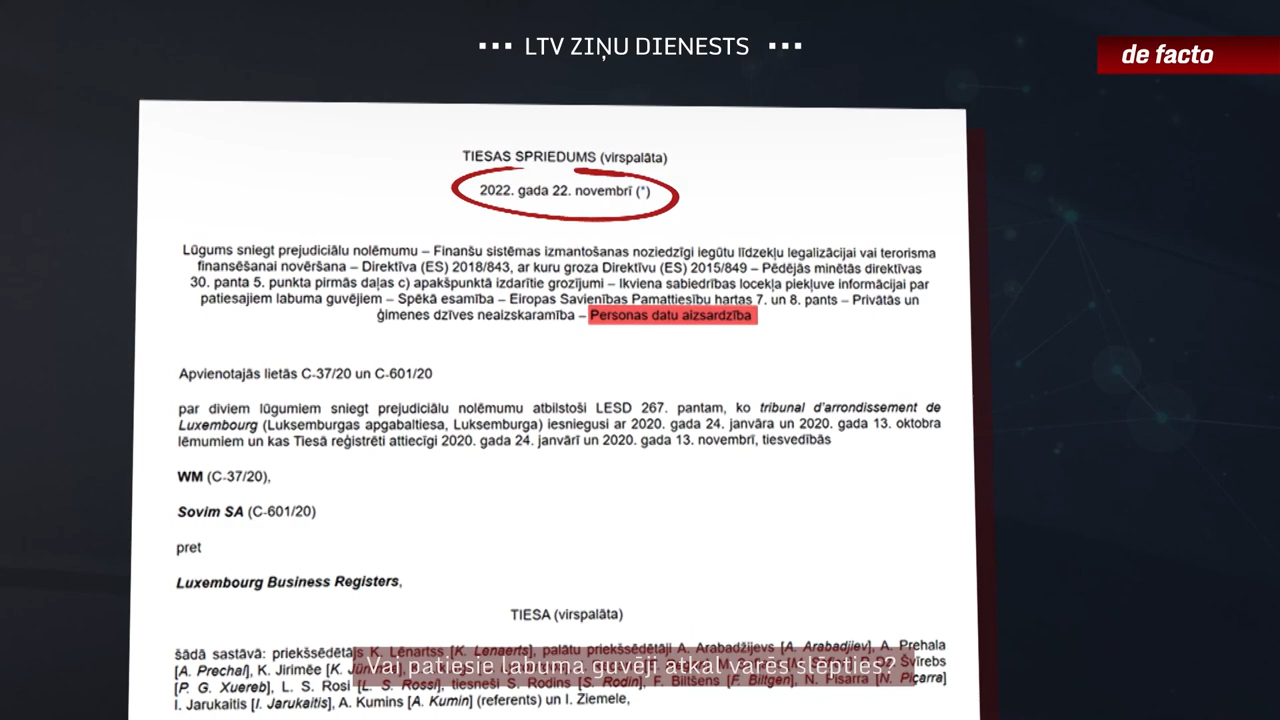 LTV ZIŅU DIENESTS
de facto
TIESAS SPRIEDUMS (virspalāta)
2022. gada 22. novembrī (*)
Lūgums sniegt prejudiciālu nolēmumu – Finanšu sistēmas izmantošanas noziedzīgi iegūtu līdzekļu legalizācijai vai terorisma
finansēšanai novēršana – Direktīva (ES) 2018/843, ar kuru groza Direktīvu (ES) 2015/849 – Pēdējās minētās direktīvas
30. panta 5. punkta pirmās daļas c) apakšpunktā izdarītie grozījumi – Ikviena sabiedrības locekļa piekļuve informācijai par
patiesajiem labuma guvējiem – Spēkā esamība – Eiropas Savienības Pamattiesību hartas 7. un 8. pants – Privātās un
ģimenes dzīves neaizskaramība – Personas datu aizsardzība
Apvienotajās lietās C-37/20 un C-601/20
par diviem lūgumiem sniegt prejudiciālu nolēmumu atbilstoši LESD 267. pantam, ko tribunal d'arrondissement de
Luxembourg (Luksemburgas apgabaltiesa, Luksemburga) iesniegusi ar 2020. gada 24. janvāra un 2020. gada 13. oktobra
lēmumiem un kas Tiesā reģistrēti attiecīgi 2020. gada 24. janvārī un 2020. gada 13. novembrī, tiesvedībās
WM (C-37/20),
Sovim SA (C-601/20)
pret
Luxembourg Business Registers,
TIESA (virspalāta)
šādā sastāvā: priekšsēdētājs K. Lēnartss [K. Lenaerts], palātu priekšsēdētāji A. Arabadžijevs [A. Arabadjiev], A. Prehala
[A. Prechal], K. Jirimēe [K. Švīrebs
Vai patiesie labuma guvēji atkal varēs slēpties?
[P. G. Xuereb], L. S. Rosi [L. S. Rossi], tiesneši S. Rodins [S. Rodin], F. Biltšens [F. Biltgen], N. Pisarra [N. Piçarra]
I. Jarukaitis [I. Jarukaitis], A. Kumins [A. Kumin] (referents) un I. Ziemele,